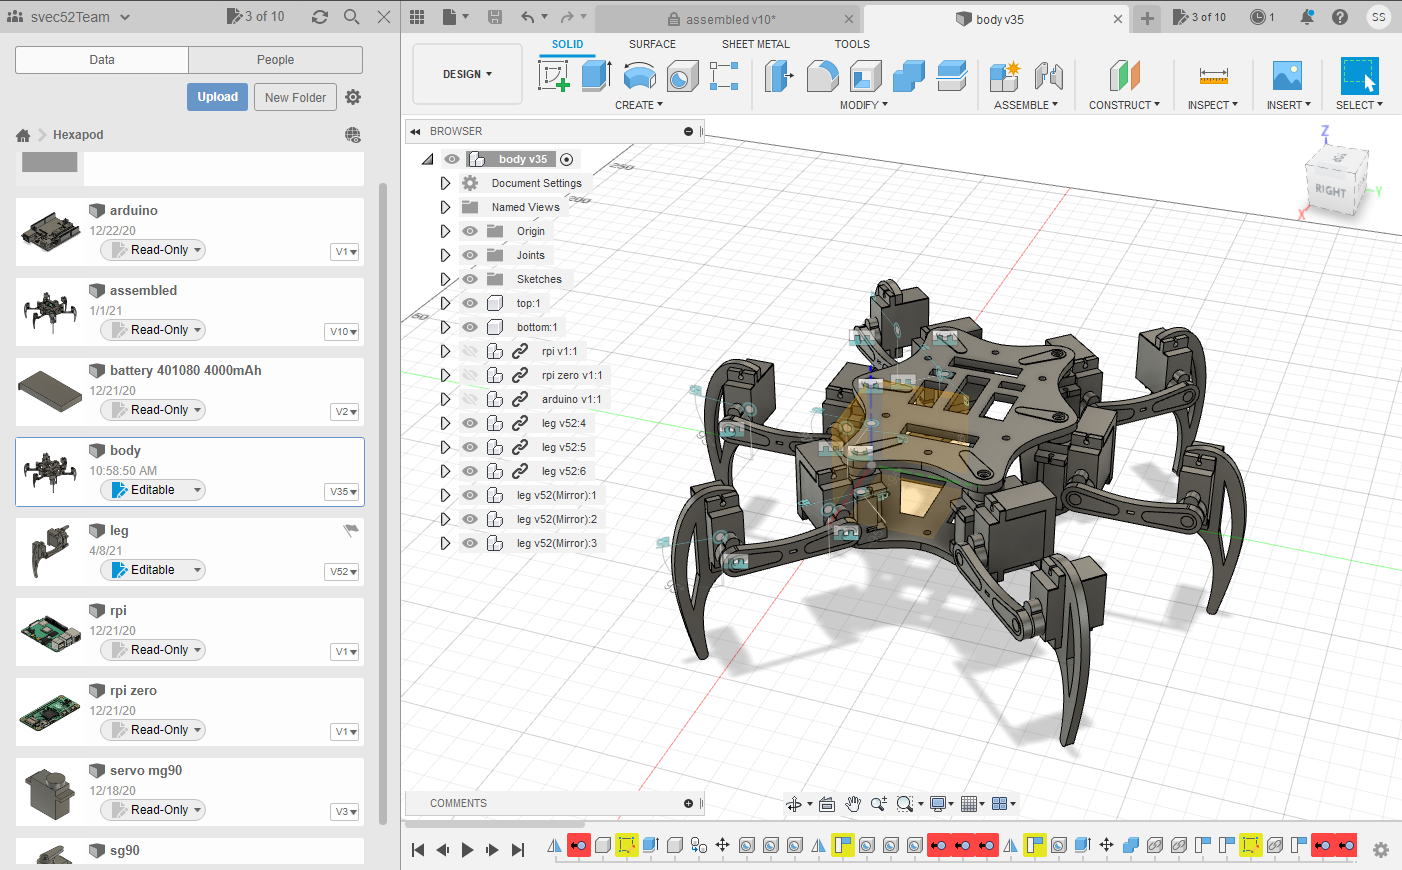 svec52Team
3 of 10
assembled v10*
body v35
3 of 10
1
SS
Data
People
Upload
New Folder
Hexapod
arduino
12/22/20
Read-Only
V1
assembled
1/1/21
Read-Only
V10
battery 401080 4000mAh
12/21/20
Read-Only
V2
body
10:58:50 AM
Editable
V35
leg
4/8/21
Editable
V52
rpi
12/21/20
Read-Only
V1
rpi zero
12/21/20
Read-Only
V1
servo mg90
12/18/20
Read-Only
V3
sg90
DESIGN
SOLID
SURFACE
SHEET METAL
TOOLS
CREATE
MODIFY
ASSEMBLE
CONSTRUCT
INSPECT
INSERT
SELECT
BROWSER
body v35
Document Settings
Named Views
Origin
Joints
Sketches
top:1
bottom:1
rpi v1:1
rpi zero v1:1
arduino v1:1
leg v52:4
leg v52:5
leg v52:6
leg v52(Mirror):1
leg v52(Mirror):2
leg v52(Mirror):3
250
200
50
Z
RIGHT
Y
X
COMMENTS